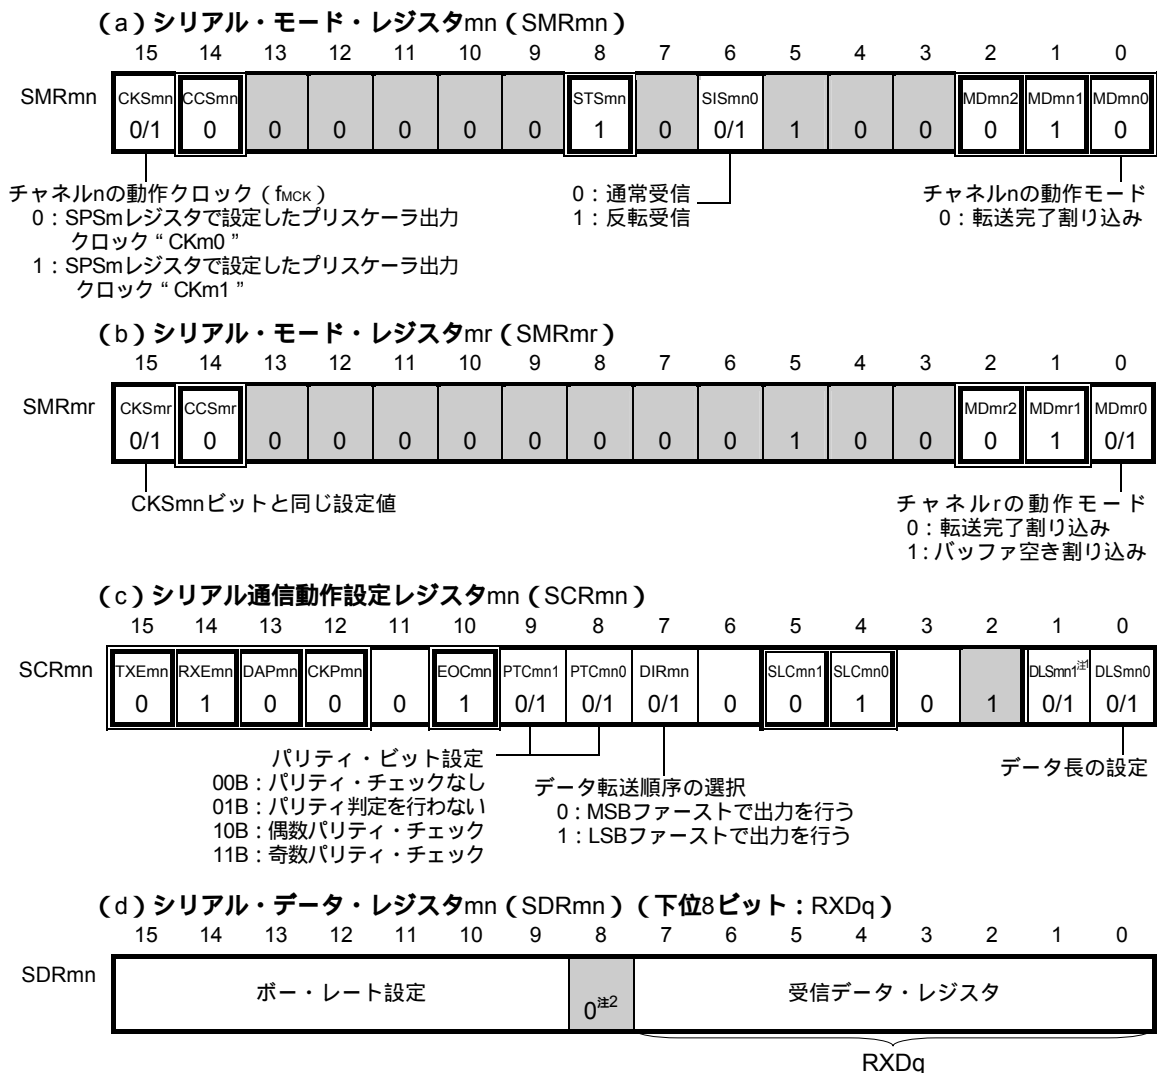 （a）シリアル・モード・レジスタmn（SMRmn）
15 14 13 12 11 10 9 8 7 6 5 4 3 2 1 0
SMRmn CKSmn CCSmn STSmn SISmn0 MDmn2 MDmn1 MDmn0
0/1 0 0 0 0 0 0 1 0 0/1 1 0 0 0 1 0
チャネルnの動作クロック（fMCK）
0：SPSmレジスタで設定したプリスケーラ出力
クロック“CKm0”
1：SPSmレジスタで設定したプリスケーラ出力
クロック“CKm1”
0：通常受信
1：反転受信
チャネルnの動作モード
0：転送完了割り込み
（b）シリアル・モード・レジスタmr（SMRmr）
15 14 13 12 11 10 9 8 7 6 5 4 3 2 1 0
SMRmr CKSmr CCSmr MDmr2 MDmr1 MDmr0
0/1 0 0 0 0 0 0 0 0 0 1 0 0 0 1 0/1
CKSmnビットと同じ設定値
チャネルrの動作モード
0：転送完了割り込み
1：バッファ空き割り込み
（c）シリアル通信動作設定レジスタmn（SCRmn）
15 14 13 12 11 10 9 8 7 6 5 4 3 2 1 0
SCRmn TXEmn RXEmn DAPmn CKPmn EOCmn PTCmn1 PTCmn0 DIRmn SLCmn1 SLCmn0 DLSmn1注1 DLSmn0
0 1 0 0 0 1 0/1 0/1 0/1 0 0 1 0 1 0/1 0/1
パリティ・ビット設定
00B：パリティ・チェックなし
01B：パリティ判定を行わない
10B：偶数パリティ・チェック
11B：奇数パリティ・チェック
データ転送順序の選択
0：MSBファーストで出力を行う
1：LSBファーストで出力を行う
データ長の設定
（d）シリアル・データ・レジスタmn（SDRmn）（下位8ビット：RXDq）
15 14 13 12 11 10 9 8 7 6 5 4 3 2 1 0
SDRmn ボー・レート設定 0注2 受信データ・レジスタ
RXDq